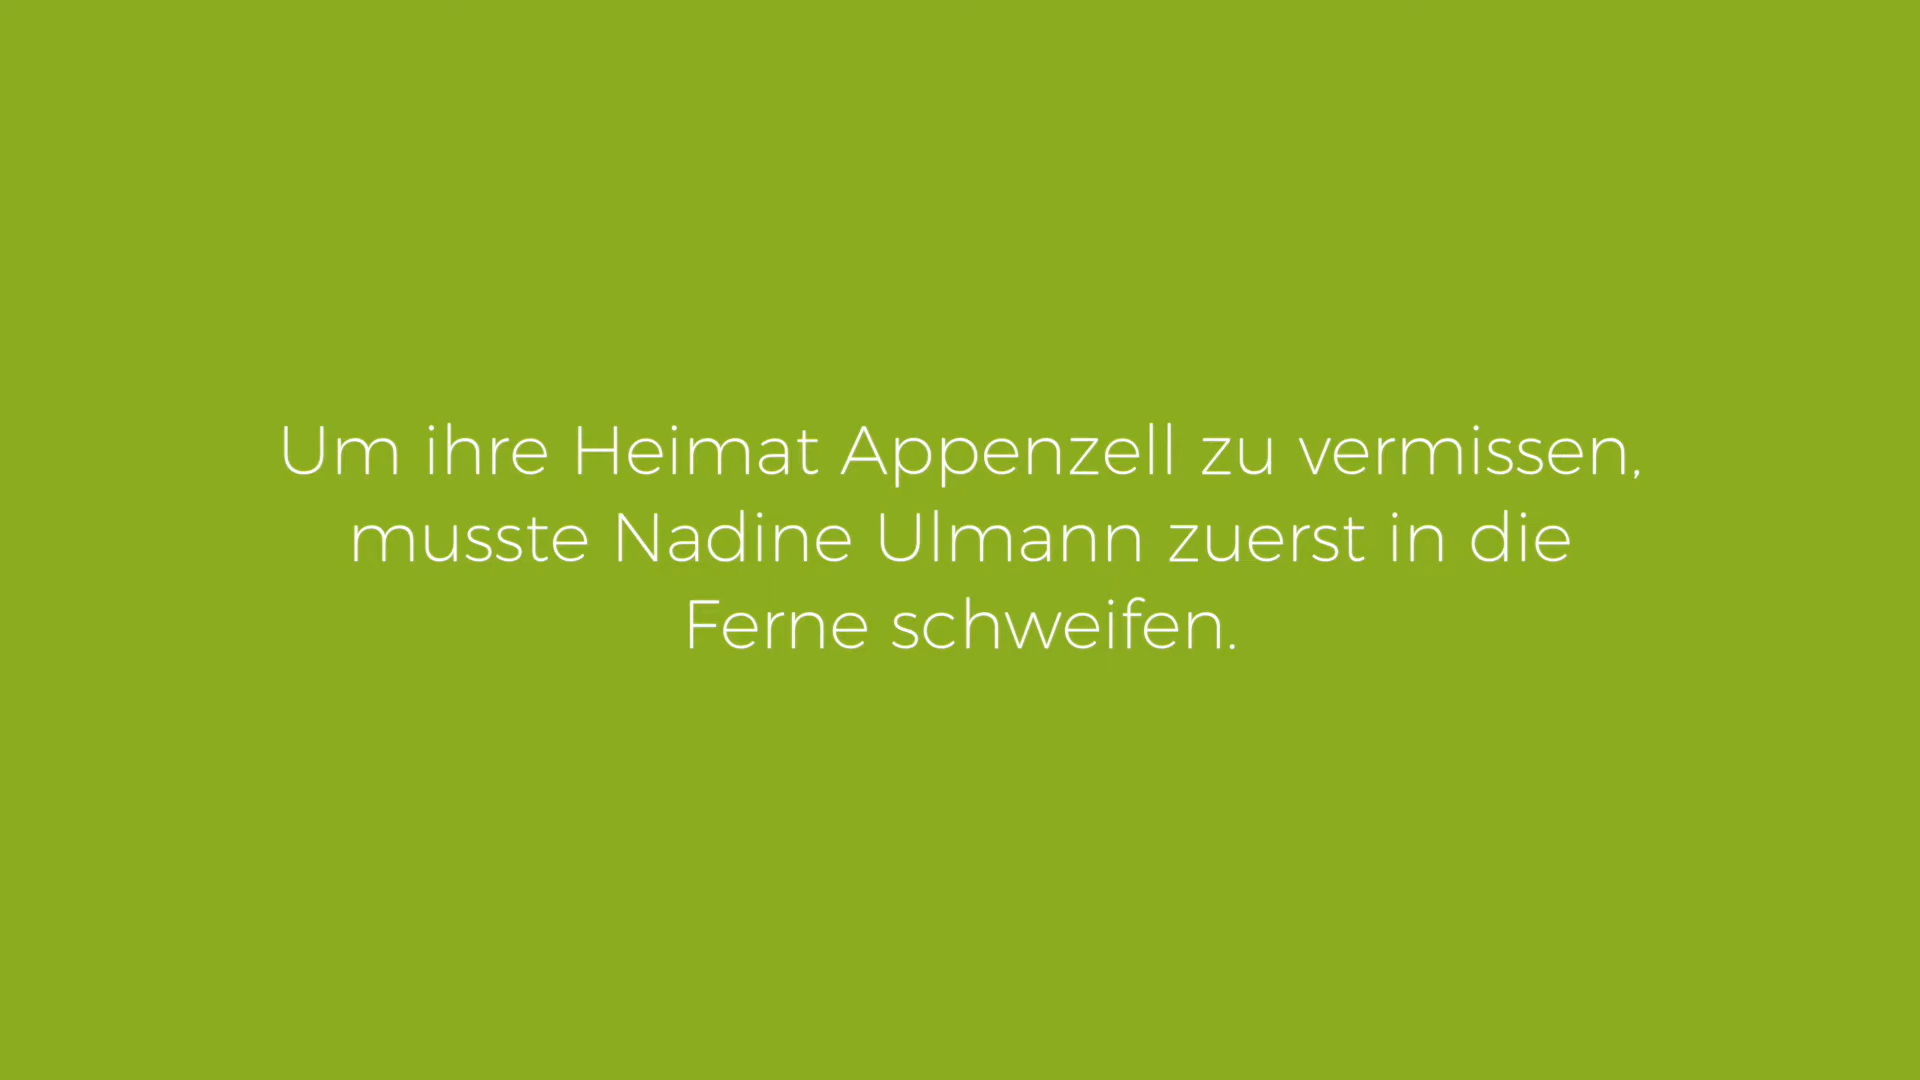 Um ihre Heimat Appenzell zu vermissen,
musste Nadine Ulmann zuerst in die
Ferne schweifen.